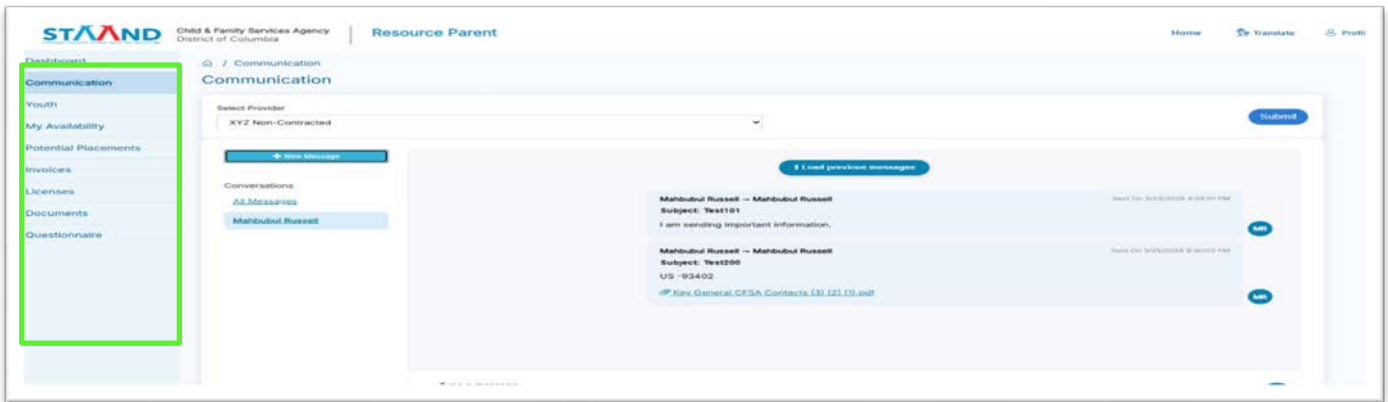 STAAND Child & Family Services Agency
District of Columbia
Resource Parent
Home Translate Profil
Dashboard
Communication
Youth
My Availability
Potential Placements
Invoices
Licenses
Documents
Questionnaire
/ Communication
Communication
Select Provider
XYZ Non-Contracted
Submit
+ New Message
Conversations
All Messages
Mahbubul Russell
Load previous messages
Mahbubul Russell → Mahbubul Russell
Subject: Test101
I am sending important information.
MR
Mahbubul Russell → Mahbubul Russell
Subject: Test200
US -93402
Key General CFSA Contacts (3) (2) (1).pdf
MR